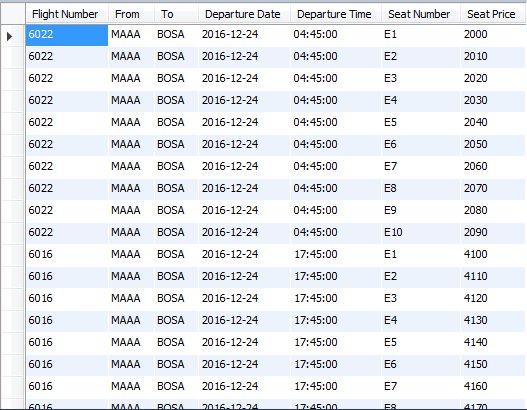 Flight Number From To Departure Date Departure Time Seat Number Seat Price
6022 MAAA BOSA 2016-12-24 04:45:00 E1 2000
6022 MAAA BOSA 2016-12-24 04:45:00 E2 2010
6022 MAAA BOSA 2016-12-24 04:45:00 E3 2020
6022 MAAA BOSA 2016-12-24 04:45:00 E4 2030
6022 MAAA BOSA 2016-12-24 04:45:00 E5 2040
6022 MAAA BOSA 2016-12-24 04:45:00 E6 2050
6022 MAAA BOSA 2016-12-24 04:45:00 E7 2060
6022 MAAA BOSA 2016-12-24 04:45:00 E8 2070
6022 MAAA BOSA 2016-12-24 04:45:00 E9 2080
6022 MAAA BOSA 2016-12-24 04:45:00 E10 2090
6016 MAAA BOSA 2016-12-24 17:45:00 E1 4100
6016 MAAA BOSA 2016-12-24 17:45:00 E2 4110
6016 MAAA BOSA 2016-12-24 17:45:00 E3 4120
6016 MAAA BOSA 2016-12-24 17:45:00 E4 4130
6016 MAAA BOSA 2016-12-24 17:45:00 E5 4140
6016 MAAA BOSA 2016-12-24 17:45:00 E6 4150
6016 MAAA BOSA 2016-12-24 17:45:00 E7 4160
6016 MAAA BOSA 2016-12-24 17:45:00 E8 4170